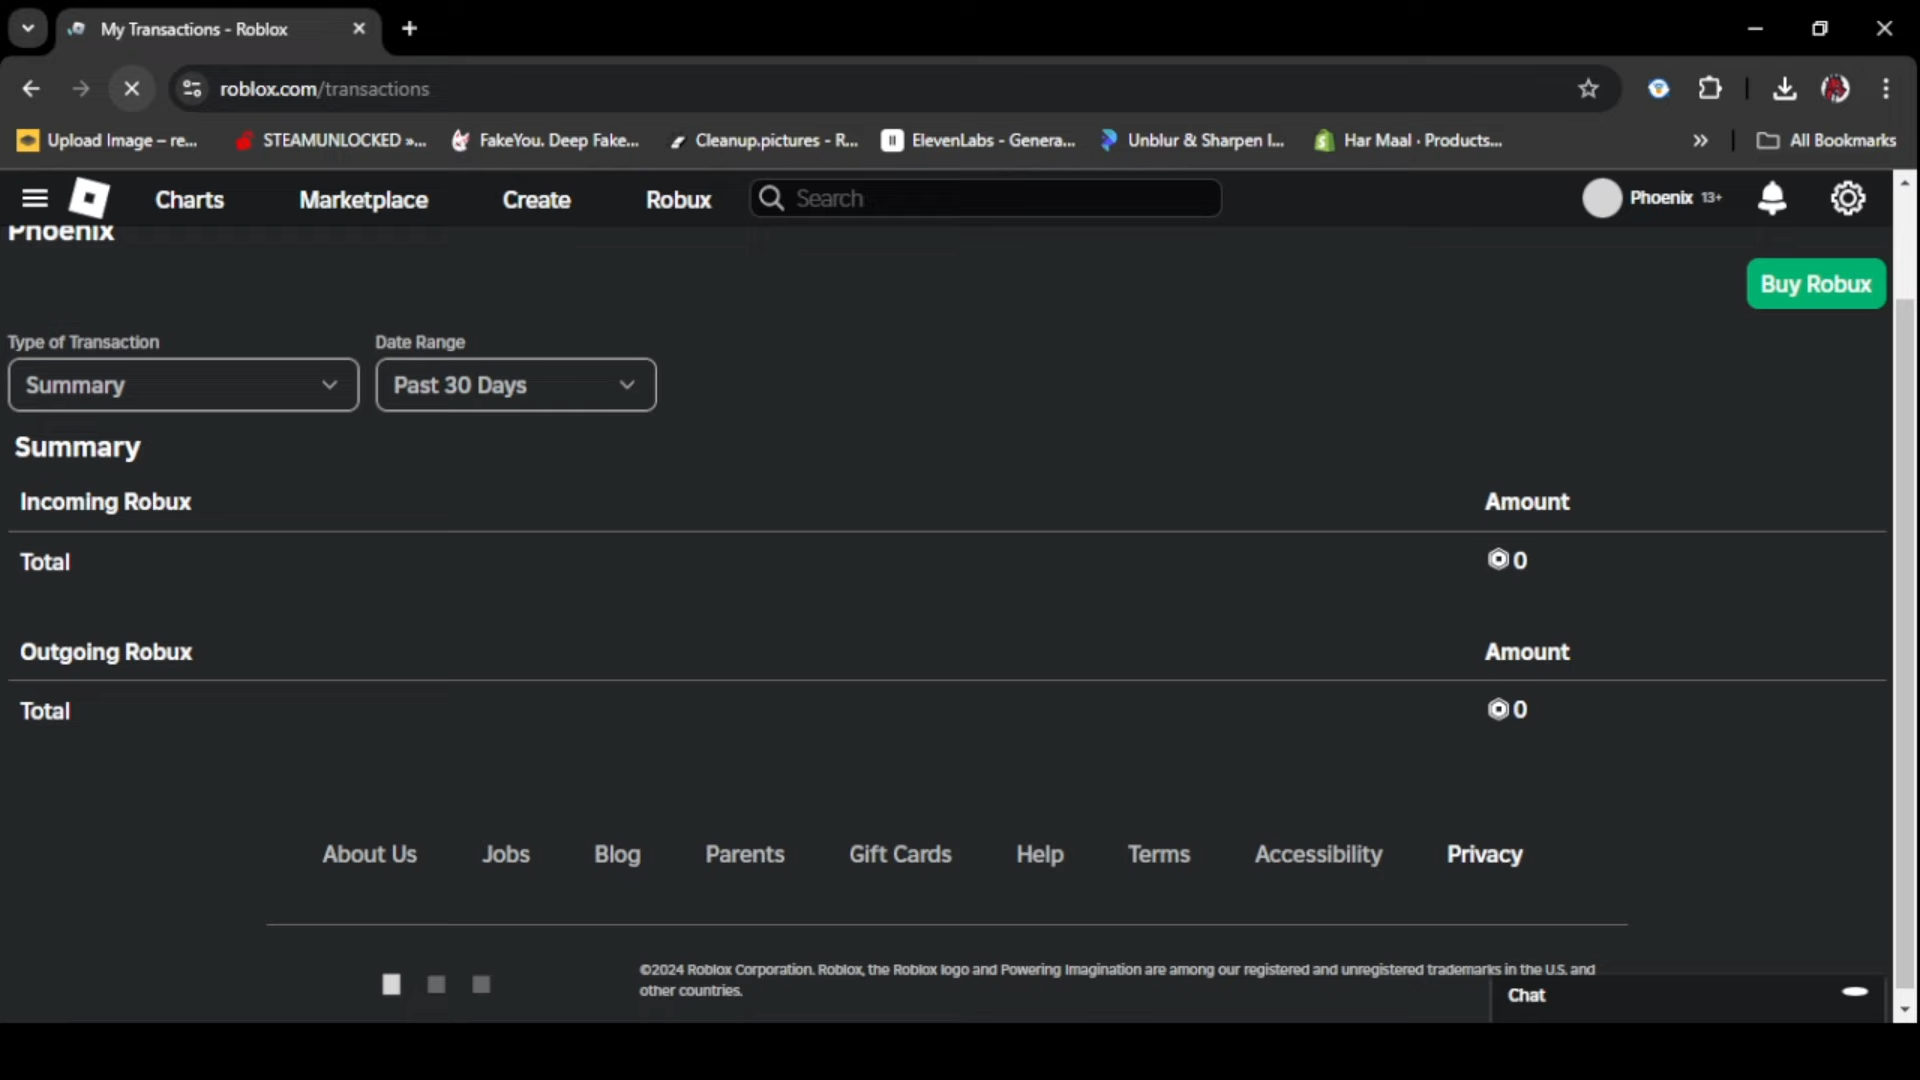 My Transactions - Roblox
roblox.com/transactions
Upload Image – re...
STEAMUNLOCKED »...
FakeYou. Deep Fake...
Cleanup.pictures - R...
ElevenLabs - Genera...
Unblur & Sharpen I...
Har Maal · Products...
All Bookmarks
Charts
Marketplace
Create
Robux
Search
Phoenix 13+
Phoenix
Buy Robux
Type of Transaction
Date Range
Summary
Past 30 Days
Summary
Incoming Robux
Amount
Total
0
Outgoing Robux
Amount
Total
0
About Us
Jobs
Blog
Parents
Gift Cards
Help
Terms
Accessibility
Privacy
©2024 Roblox Corporation. Roblox, the Roblox logo and Powering Imagination are among our registered and unregistered trademarks in the U.S. and
other countries.
Chat